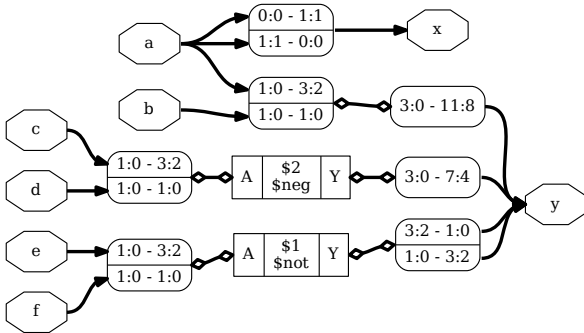 a
0:0 - 1:1
1:1 - 0:0
x
b
1:0 - 3:2
1:0 - 1:0
3:0 - 11:8
c
d
1:0 - 3:2
1:0 - 1:0
A
$2
$neg
Y
3:0 - 7:4
y
e
f
1:0 - 3:2
1:0 - 1:0
A
$1
$not
Y
3:2 - 1:0
1:0 - 3:2